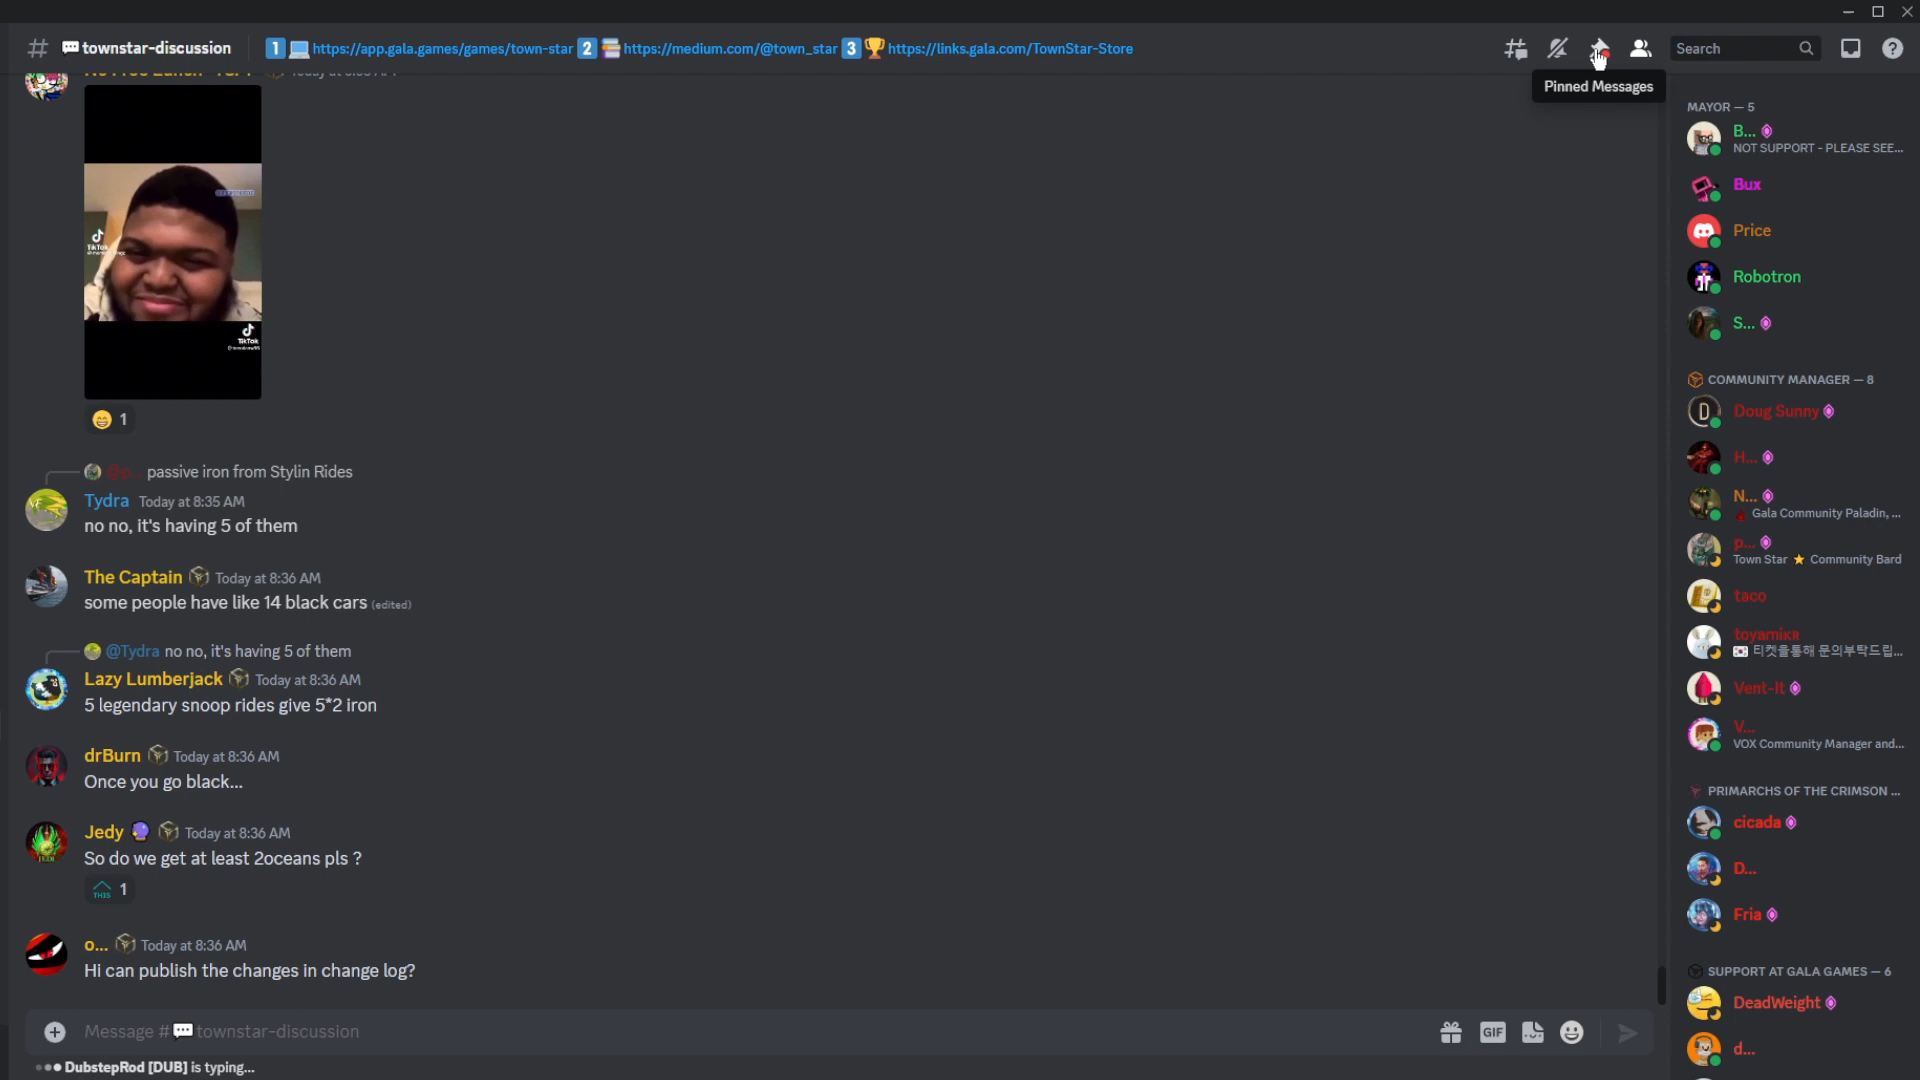 # 💬 townstar-discussion 1 💻 https://app.gala.games/games/town-star 2 📚 https://medium.com/@town_star 3 🏆 https://links.gala.com/TownStar-Store
Search
Pinned Messages
TikTok
TikTok
😁 1
passive iron from Stylin Rides
Tydra Today at 8:35 AM
no no, it's having 5 of them
The Captain Today at 8:36 AM
some people have like 14 black cars (edited)
@Tydra no no, it's having 5 of them
Lazy Lumberjack Today at 8:36 AM
5 legendary snoop rides give 5*2 iron
drBurn Today at 8:36 AM
Once you go black...
Jedy 🔮 Today at 8:36 AM
So do we get at least 2oceans pls ?
THIS 1
o... Today at 8:36 AM
Hi can publish the changes in change log?
Message #💬 townstar-discussion
GIF
DubstepRod [DUB] is typing...
MAYOR — 5
B...
NOT SUPPORT - PLEASE SEE...
Bux
Price
Robotron
S...
COMMUNITY MANAGER — 8
D
Doug Sunny
H...
N...
Gala Community Paladin, ...
p...
Town Star ⭐ Community Bard
taco
toyamixʀ
🇰🇷 티켓을통해 문의부탁드립...
Vent-It
V...
VOX Community Manager and...
PRIMARCHS OF THE CRIMSON ...
cicada
D...
Fria
SUPPORT AT GALA GAMES — 6
DeadWeight
d...